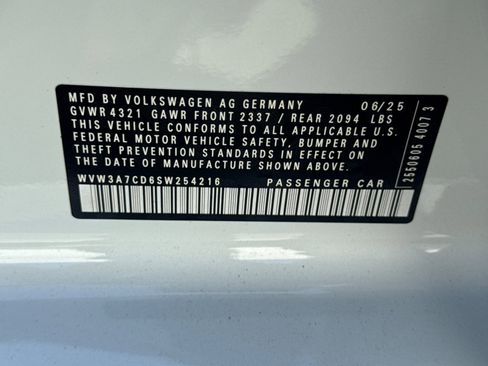 MFD BY VOLKSWAGEN AG GERMANY 06/25
GVWR 4321 GAWR FRONT 2337 / REAR 2094 LBS
THIS VEHICLE CONFORMS TO ALL APPLICABLE U.S.
FEDERAL MOTOR VEHICLE SAFETY, BUMPER AND
THEFT PREVENTION STANDARDS IN EFFECT ON
THE DATE OF MANUFACTURE SHOWN ABOVE.
WVW3A7CD6SW254216 PASSENGER CAR
2550605 4007 3